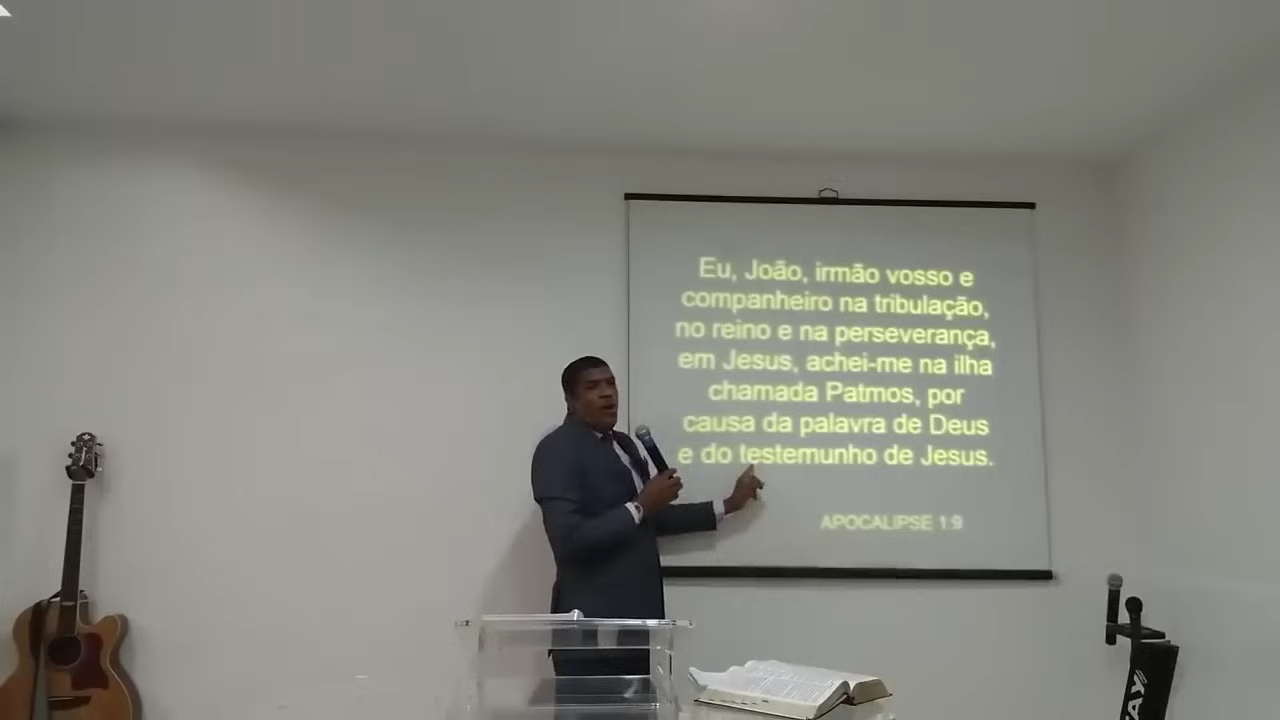 Eu, João, irmão vosso e
companheiro na tribulação,
no reino e na perseverança,
em Jesus, achei-me na ilha
chamada Patmos, por
causa da palavra de Deus
e do testemunho de Jesus.
APOCALIPSE 1:9